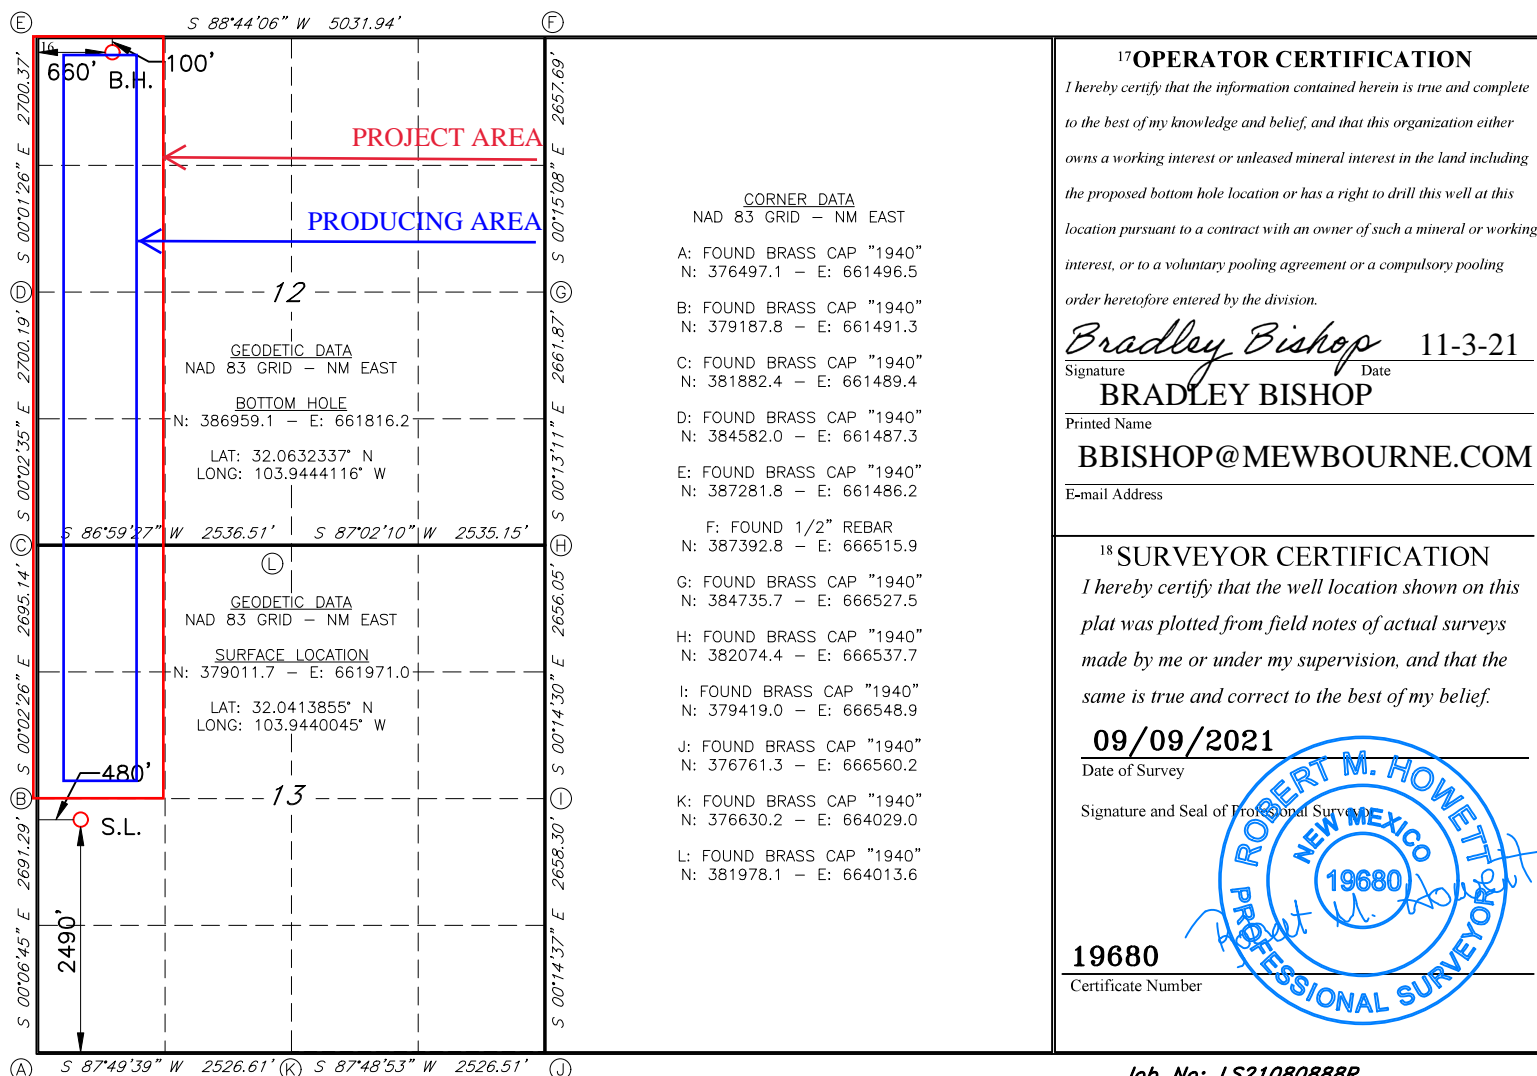 Ⓔ S 88°44'06" W 5031.94' Ⓕ
16
660' B.H. 100'
S 00°01'26" E 2700.37'
S 00°15'08" E 2657.69'
PROJECT AREA
PRODUCING AREA
Ⓓ 12 Ⓖ
S 00°02'35" E 2700.19'
S 00°13'11" E 2661.87'
GEODETIC DATA
NAD 83 GRID – NM EAST
BOTTOM HOLE
N: 386959.1 – E: 661816.2
LAT: 32.0632337° N
LONG: 103.9444116° W
S 86°59'27" W 2536.51' S 87°02'10" W 2535.15'
Ⓒ Ⓗ
Ⓛ
S 00°02'26" E 2695.14'
S 00°14'30" E 2656.05'
GEODETIC DATA
NAD 83 GRID – NM EAST
SURFACE LOCATION
N: 379011.7 – E: 661971.0
LAT: 32.0413855° N
LONG: 103.9440045° W
480'
Ⓑ 13 Ⓘ
S.L.
S 00°06'45" E 2691.29'
2490'
S 00°14'37" E 2658.30'
Ⓐ S 87°49'39" W 2526.61' Ⓚ S 87°48'53" W 2526.51' Ⓙ
CORNER DATA
NAD 83 GRID – NM EAST
A: FOUND BRASS CAP "1940"
N: 376497.1 – E: 661496.5
B: FOUND BRASS CAP "1940"
N: 379187.8 – E: 661491.3
C: FOUND BRASS CAP "1940"
N: 381882.4 – E: 661489.4
D: FOUND BRASS CAP "1940"
N: 384582.0 – E: 661487.3
E: FOUND BRASS CAP "1940"
N: 387281.8 – E: 661486.2
F: FOUND 1/2" REBAR
N: 387392.8 – E: 666515.9
G: FOUND BRASS CAP "1940"
N: 384735.7 – E: 666527.5
H: FOUND BRASS CAP "1940"
N: 382074.4 – E: 666537.7
I: FOUND BRASS CAP "1940"
N: 379419.0 – E: 666548.9
J: FOUND BRASS CAP "1940"
N: 376761.3 – E: 666560.2
K: FOUND BRASS CAP "1940"
N: 376630.2 – E: 664029.0
L: FOUND BRASS CAP "1940"
N: 381978.1 – E: 664013.6
17 OPERATOR CERTIFICATION
I hereby certify that the information contained herein is true and complete
to the best of my knowledge and belief, and that this organization either
owns a working interest or unleased mineral interest in the land including
the proposed bottom hole location or has a right to drill this well at this
location pursuant to a contract with an owner of such a mineral or working
interest, or to a voluntary pooling agreement or a compulsory pooling
order heretofore entered by the division.
Bradley Bishop 11-3-21
Signature Date
BRADLEY BISHOP
Printed Name
BBISHOP@MEWBOURNE.COM
E-mail Address
18 SURVEYOR CERTIFICATION
I hereby certify that the well location shown on this
plat was plotted from field notes of actual surveys
made by me or under my supervision, and that the
same is true and correct to the best of my belief.
09/09/2021
Date of Survey
Signature and Seal of Professional Surveyor
ROBERT M. HOWETT
NEW MEXICO
19680
PROFESSIONAL SURVEYOR
Robert M. Howett
19680
Certificate Number
Job No: LS21080888R